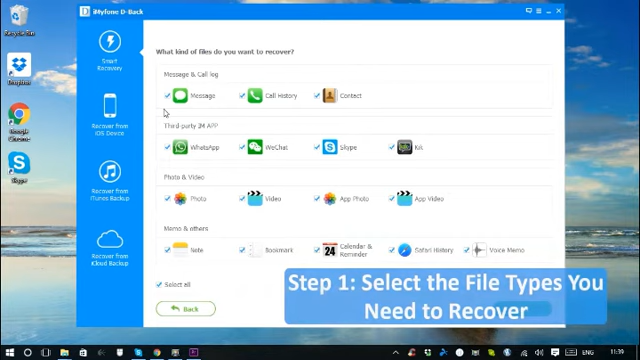 iMyfone D-Back
Recycle Bin
Dropbox
Google Chrome
Skype
Smart Recovery
Recover from iOS Device
Recover from iTunes Backup
Recover from iCloud Backup
What kind of files do you want to recover?
Message & Call log
Message
Call History
Contact
Third-party APP
WhatsApp
WeChat
Skype
Kik
Photo & Video
Photo
Video
App Photo
App Video
Memo & others
Note
Bookmark
24
Calendar & Reminder
Safari History
Voice Memo
Select all
Back
Step 1: Select the File Types You
Need to Recover
ENG
11:39